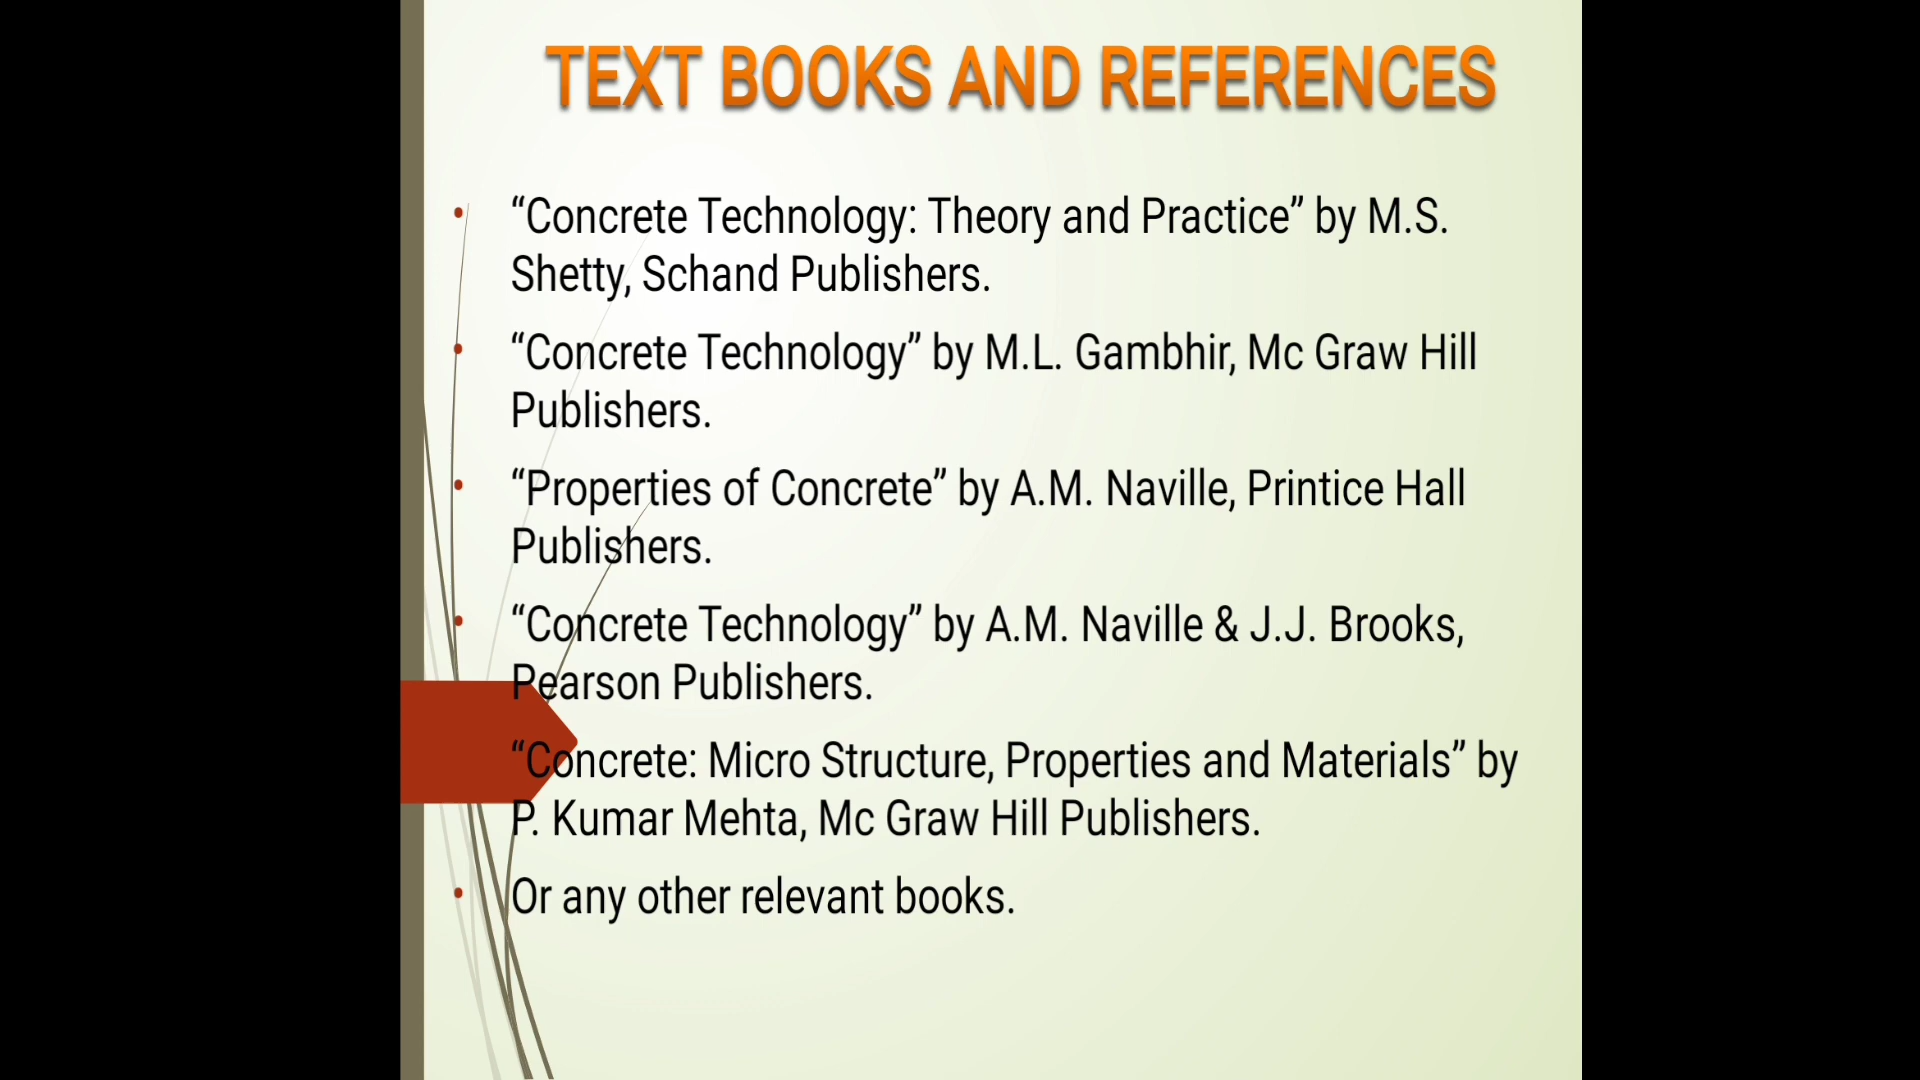 TEXT BOOKS AND REFERENCES
• “Concrete Technology: Theory and Practice” by M.S.
Shetty, Schand Publishers.
• “Concrete Technology” by M.L. Gambhir, Mc Graw Hill
Publishers.
• “Properties of Concrete” by A.M. Naville, Printice Hall
Publishers.
• “Concrete Technology” by A.M. Naville & J.J. Brooks,
Pearson Publishers.
“Concrete: Micro Structure, Properties and Materials” by
P. Kumar Mehta, Mc Graw Hill Publishers.
• Or any other relevant books.